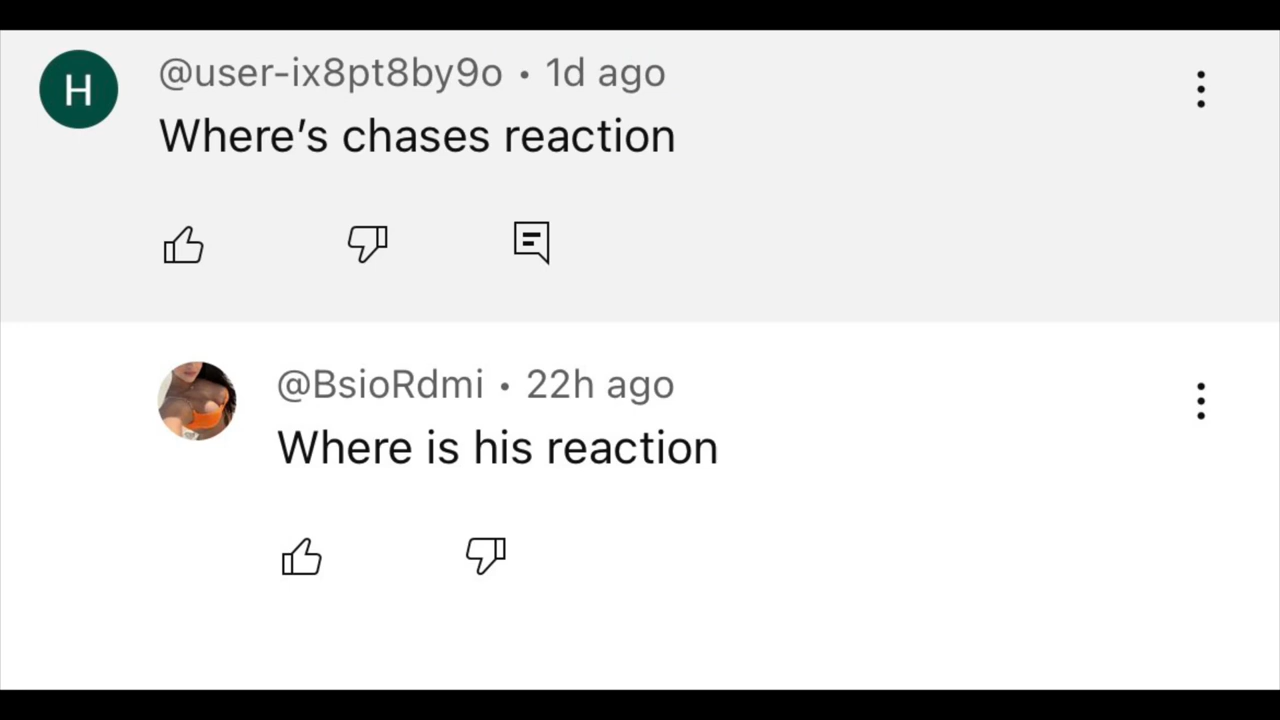 H
@user-ix8pt8by9o • 1d ago
Where’s chases reaction
@BsioRdmi • 22h ago
Where is his reaction